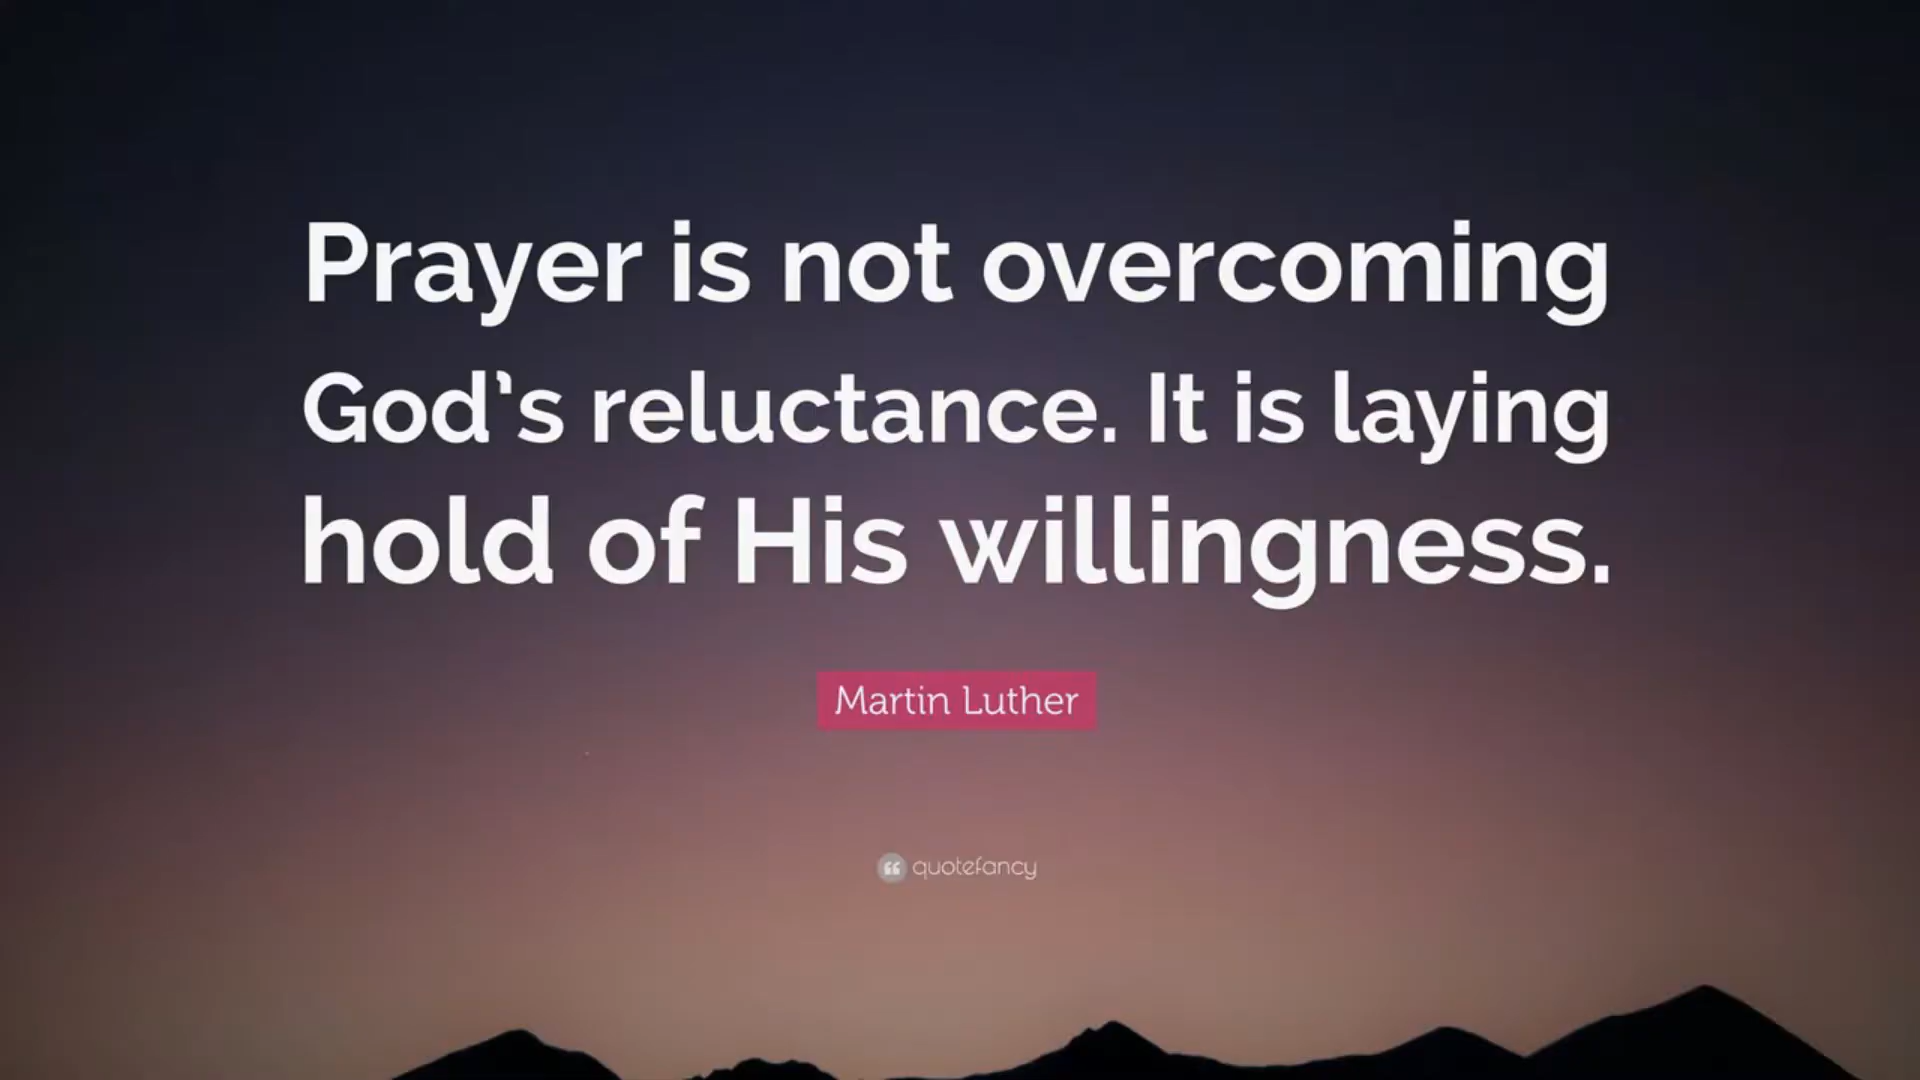 Prayer is not overcoming
God’s reluctance. It is laying
hold of His willingness.
Martin Luther
quotefancy